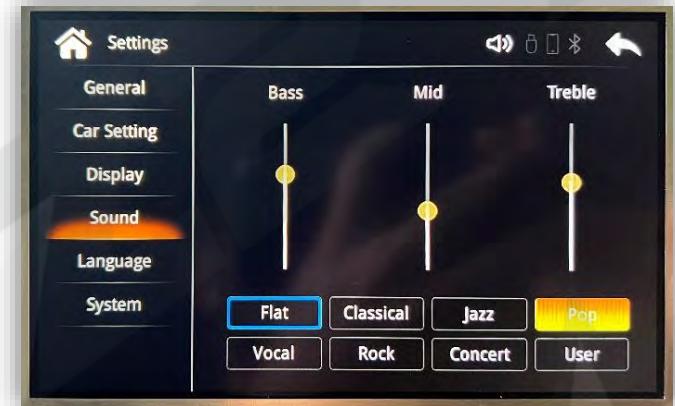 Settings
General
Car Setting
Display
Sound
Language
System
Bass Mid Treble
Flat Classical Jazz Pop
Vocal Rock Concert User